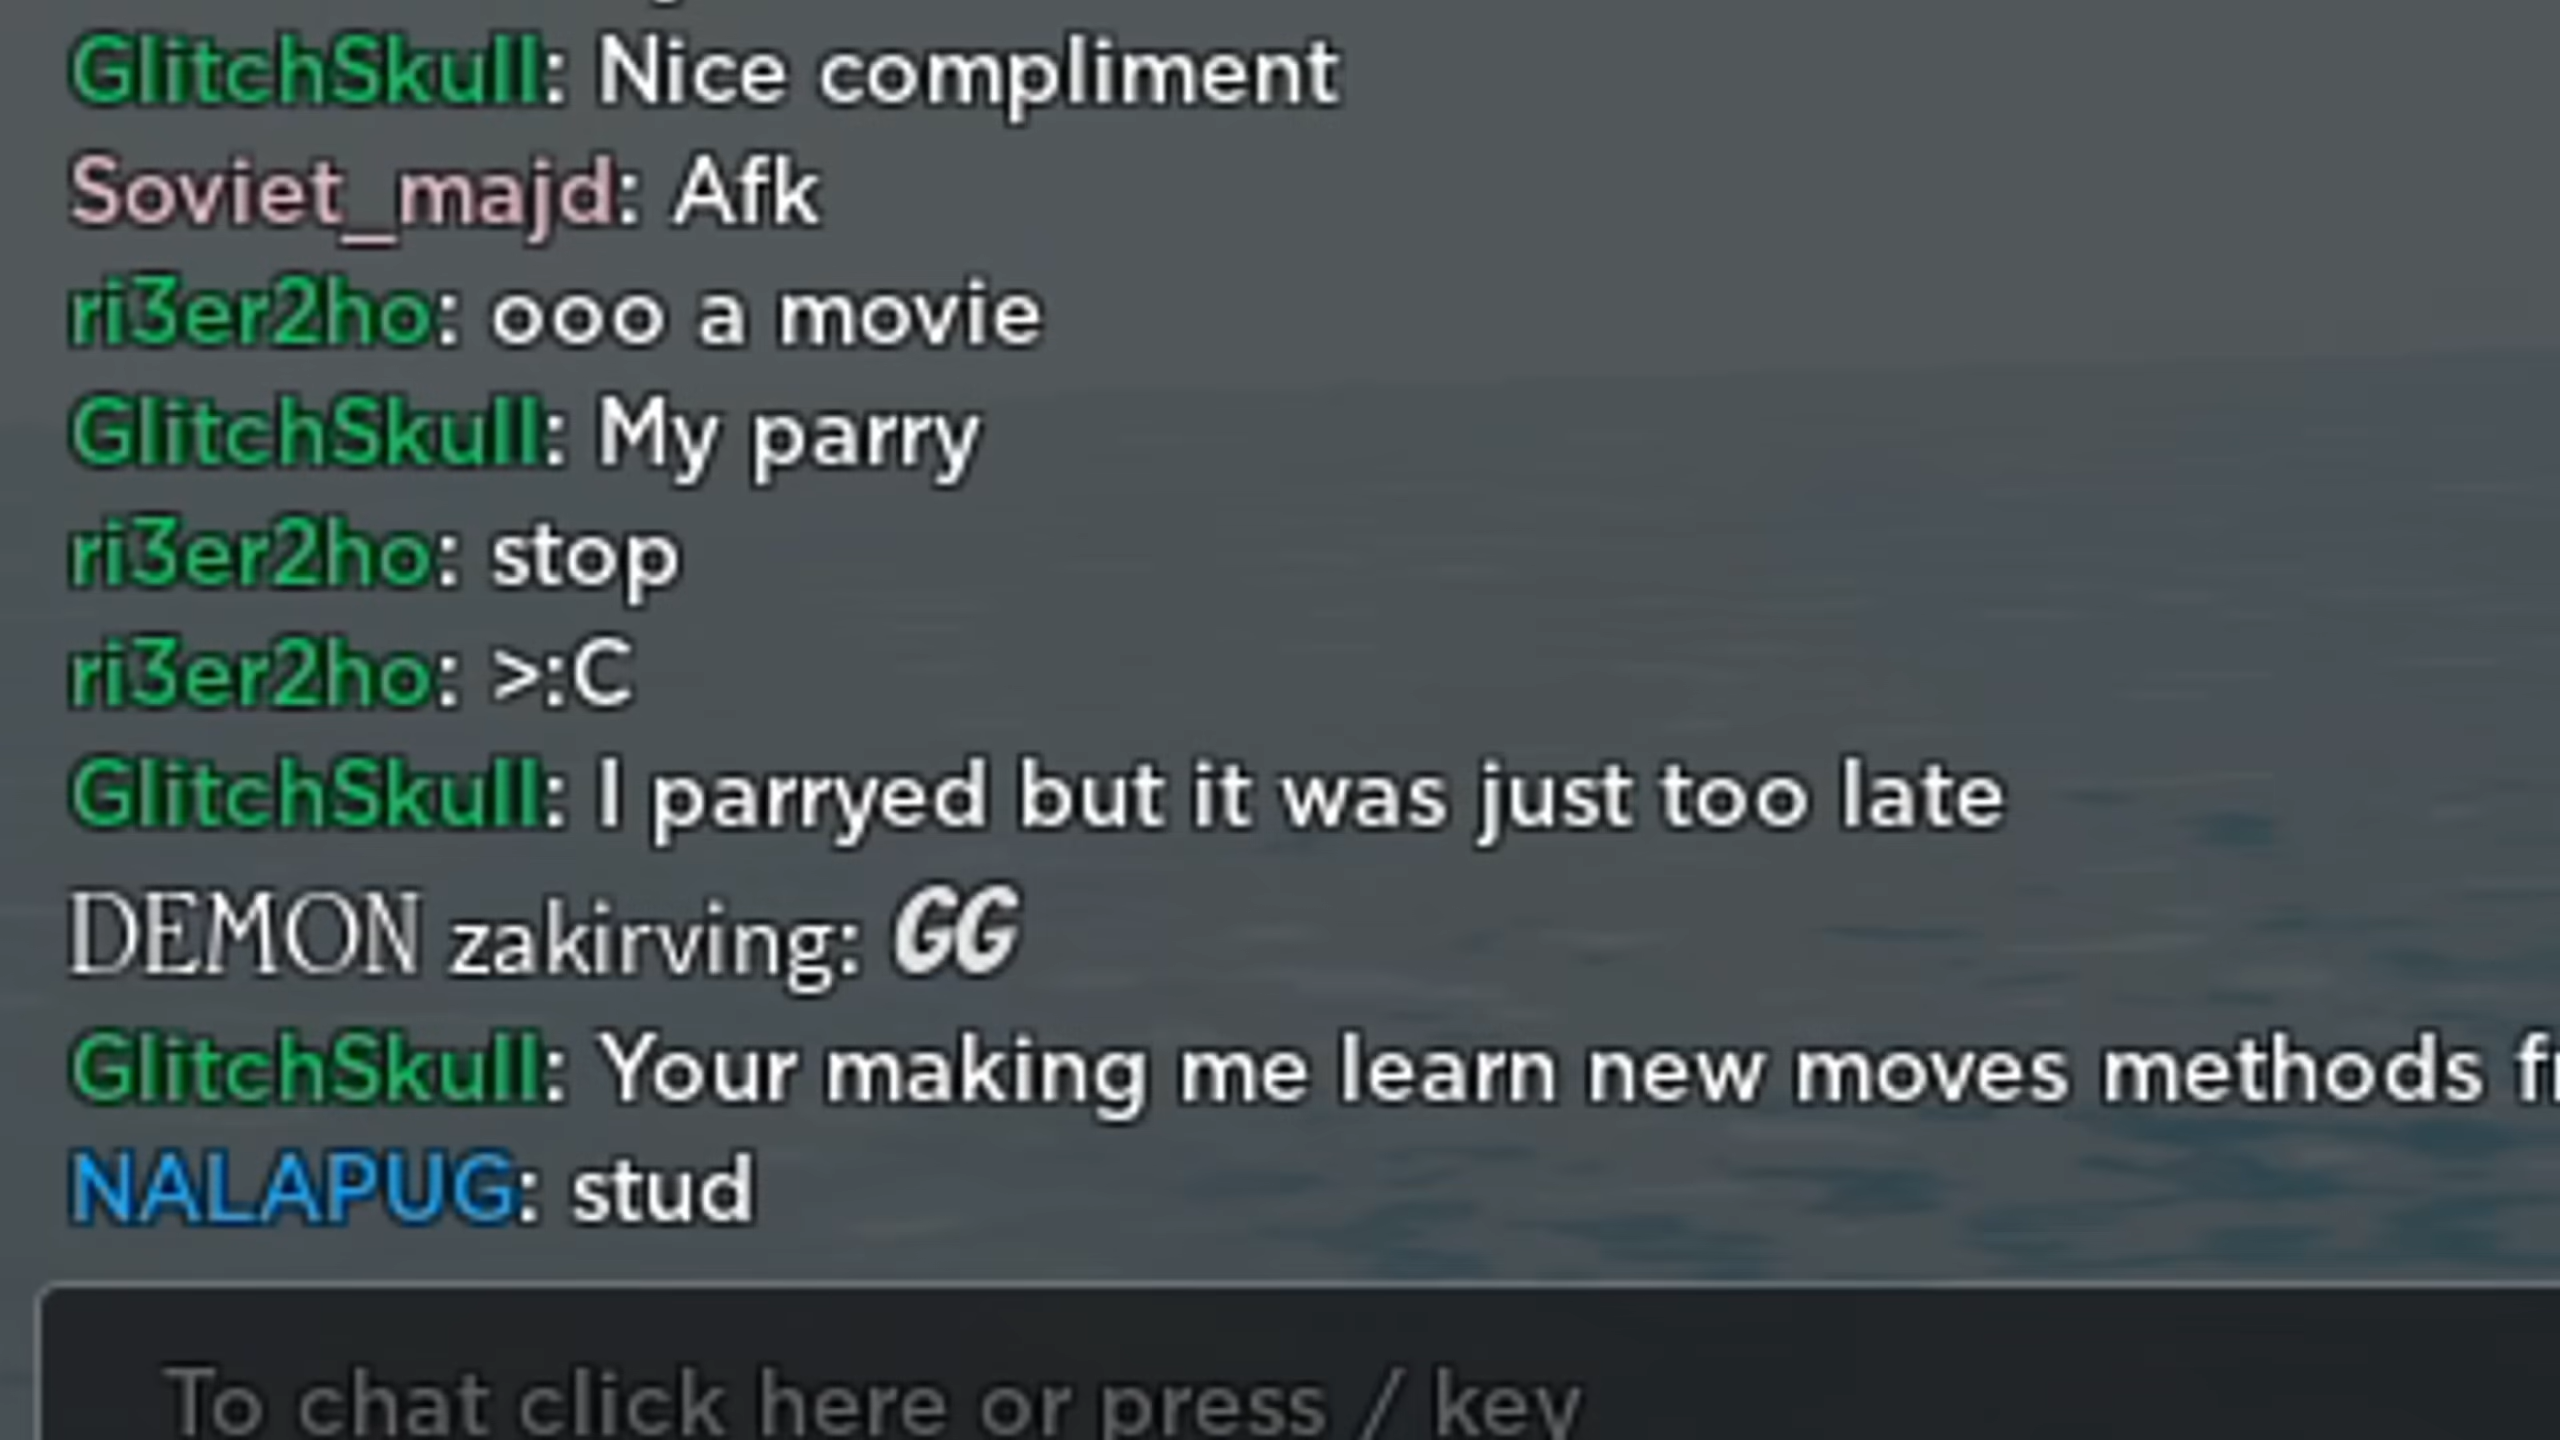 GlitchSkull: Nice compliment
Soviet_majd: Afk
ri3er2ho: ooo a movie
GlitchSkull: My parry
ri3er2ho: stop
ri3er2ho: >:C
GlitchSkull: I parryed but it was just too late
DEMON zakirving: GG
GlitchSkull: Your making me learn new moves methods
NALAPUG: stud
To chat click here or press / key